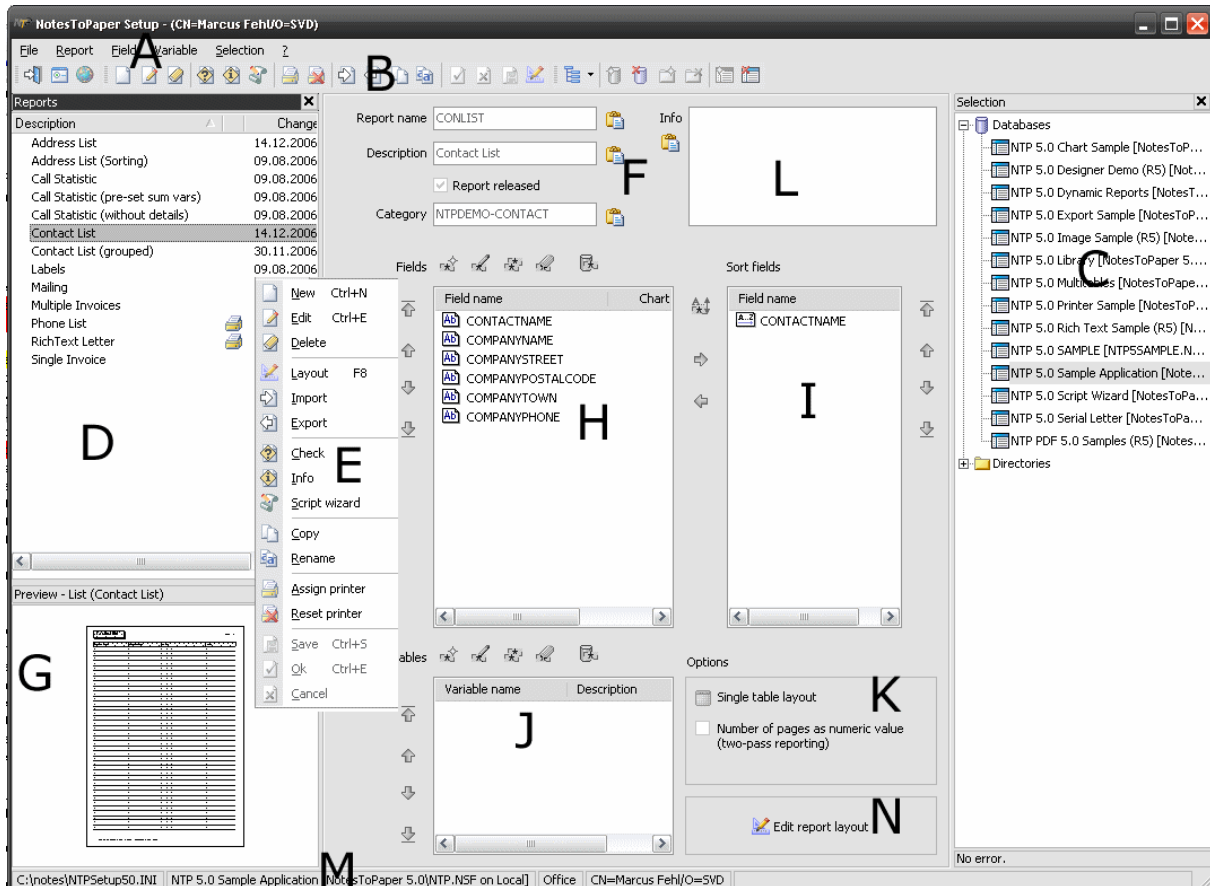 NotesToPaper Setup - (CN=Marcus Fehl/O=SVD)
File Report Field Variable Selection ?
A
B
Reports
Description Change
Address List 14.12.2006
Address List (Sorting) 09.08.2006
Call Statistic 09.08.2006
Call Statistic (pre-set sum vars) 09.08.2006
Call Statistic (without details) 09.08.2006
Contact List 14.12.2006
Contact List (grouped) 30.11.2006
Labels 09.08.2006
Mailing
Multiple Invoices
Phone List
RichText Letter
Single Invoice
D
New Ctrl+N
Edit Ctrl+E
Delete
Layout F8
Import
Export
Check
Info
Script wizard
Copy
Rename
Assign printer
Reset printer
Save Ctrl+S
Ok Ctrl+E
Cancel
E
Preview - List (Contact List)
G
Report name CONLIST
Description Contact List
Report released
Category NTPDEMO-CONTACT
F
Info
L
Fields
Field name Chart
CONTACTNAME
COMPANYNAME
COMPANYSTREET
COMPANYPOSTALCODE
COMPANYTOWN
COMPANYPHONE
H
Sort fields
Field name
CONTACTNAME
I
ables
Variable name Description
J
Options
Single table layout
Number of pages as numeric value
(two-pass reporting)
K
Edit report layout
N
Selection
Databases
NTP 5.0 Chart Sample [NotesToP...
NTP 5.0 Designer Demo (R5) [Not...
NTP 5.0 Dynamic Reports [NotesT...
NTP 5.0 Export Sample [NotesToP...
NTP 5.0 Image Sample (R5) [Note...
NTP 5.0 Library [NotesToPaper 5....
NTP 5.0 Multitables [NotesToPape...
NTP 5.0 Printer Sample [NotesToP...
NTP 5.0 Rich Text Sample (R5) [N...
NTP 5.0 SAMPLE [NTP5SAMPLE.N...
NTP 5.0 Sample Application [Note...
NTP 5.0 Script Wizard [NotesToPa...
NTP 5.0 Serial Letter [NotesToPa...
NTP PDF 5.0 Samples (R5) [Notes...
Directories
C
No error.
M
C:\notes\NTPSetup50.INI NTP 5.0 Sample Application [NotesToPaper 5.0\NTP.NSF on Local] Office CN=Marcus Fehl/O=SVD